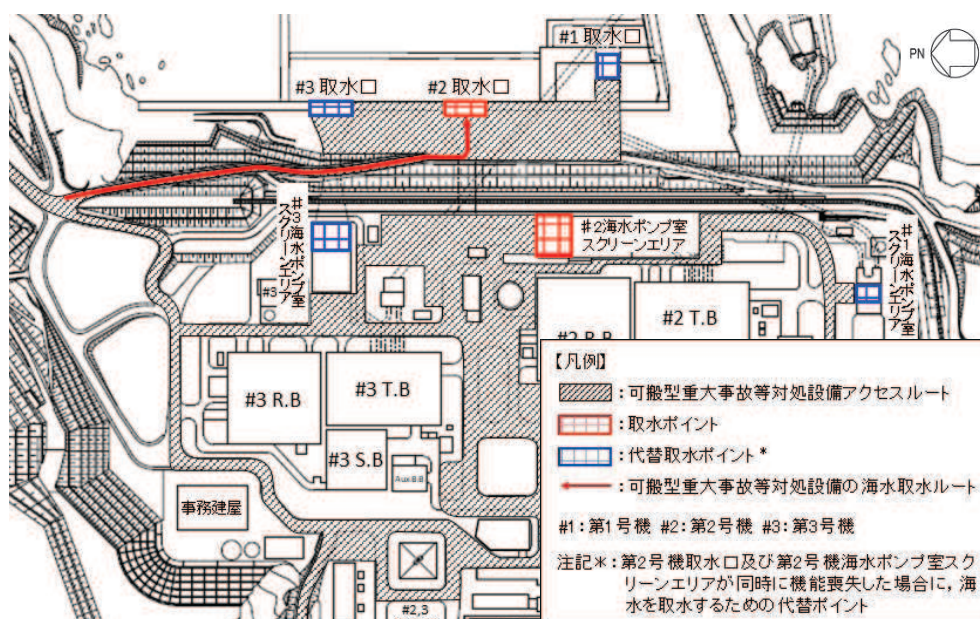 #1 取水口
PN
#3 取水口
#2 取水口
#3海水ポンプ室
スクリーンエリア
#2海水ポンプ室
スクリーンエリア
#1海水ポンプ室
スクリーンエリア
#3
#2 R.B
#2 T.B
#3 R.B
#3 T.B
#3 S.B
Aux.B.B
事務建屋
#2,3
【凡例】
:可搬型重大事故等対処設備アクセスルート
:取水ポイント
:代替取水ポイント*
:可搬型重大事故等対処設備の海水取水ルート
#1:第1号機 #2:第2号機 #3:第3号機
注記*:第2号機取水口及び第2号機海水ポンプ室スク
リーンエリアが同時に機能喪失した場合に,海
水を取水するための代替ポイント